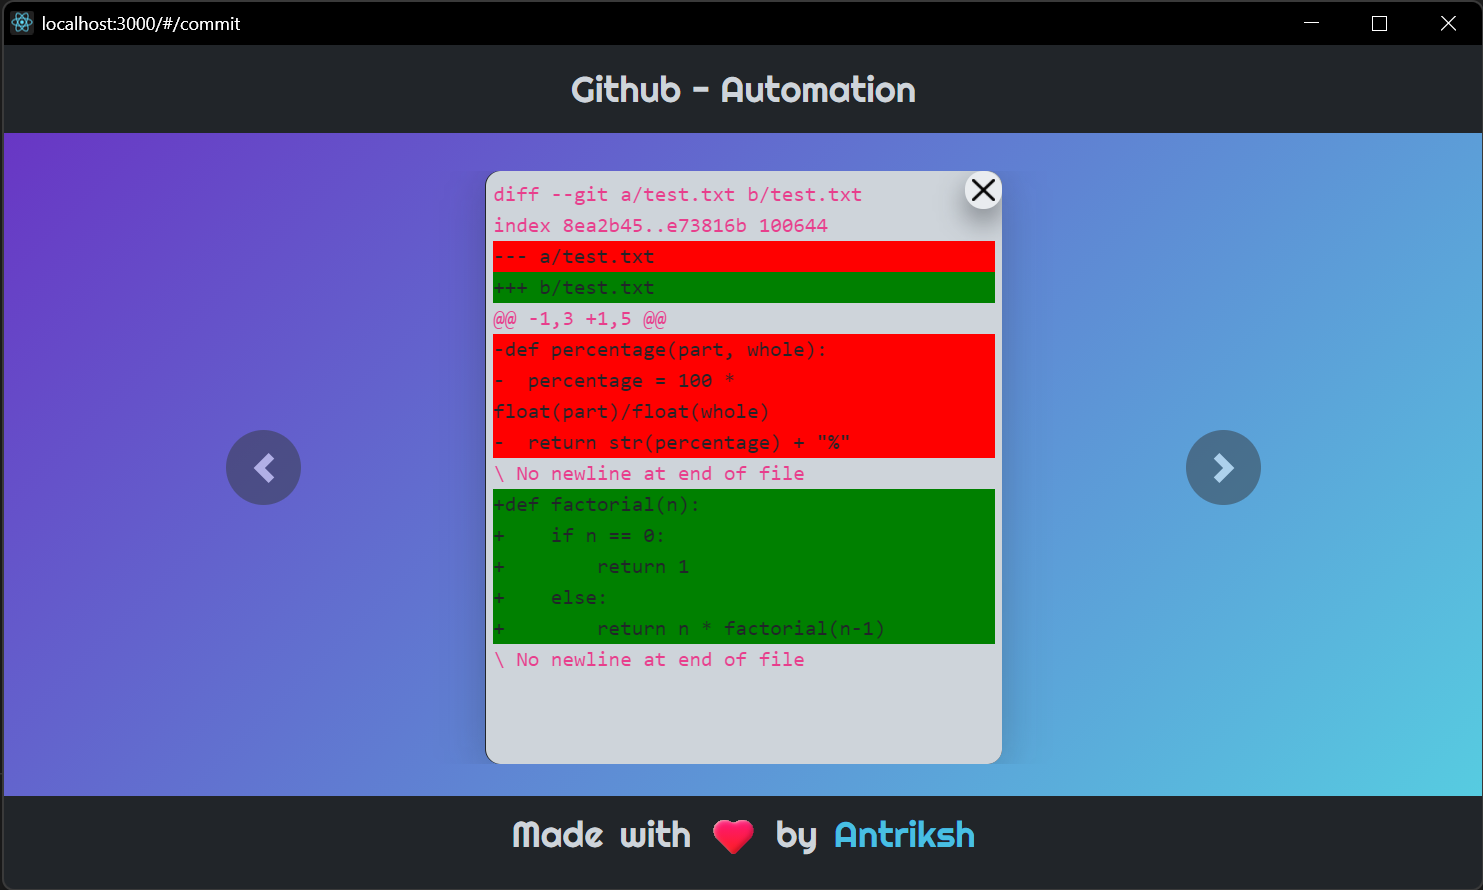 localhost:3000/#/commit
Github - Automation
diff --git a/test.txt b/test.txt
index 8ea2b45..e73816b 100644
--- a/test.txt
+++ b/test.txt
@@ -1,3 +1,5 @@
-def percentage(part, whole):
-  percentage = 100 *
float(part)/float(whole)
-  return str(percentage) + "%"
\ No newline at end of file
+def factorial(n):
+    if n == 0:
+        return 1
+    else:
+        return n * factorial(n-1)
\ No newline at end of file
Made with ❤ by Antriksh